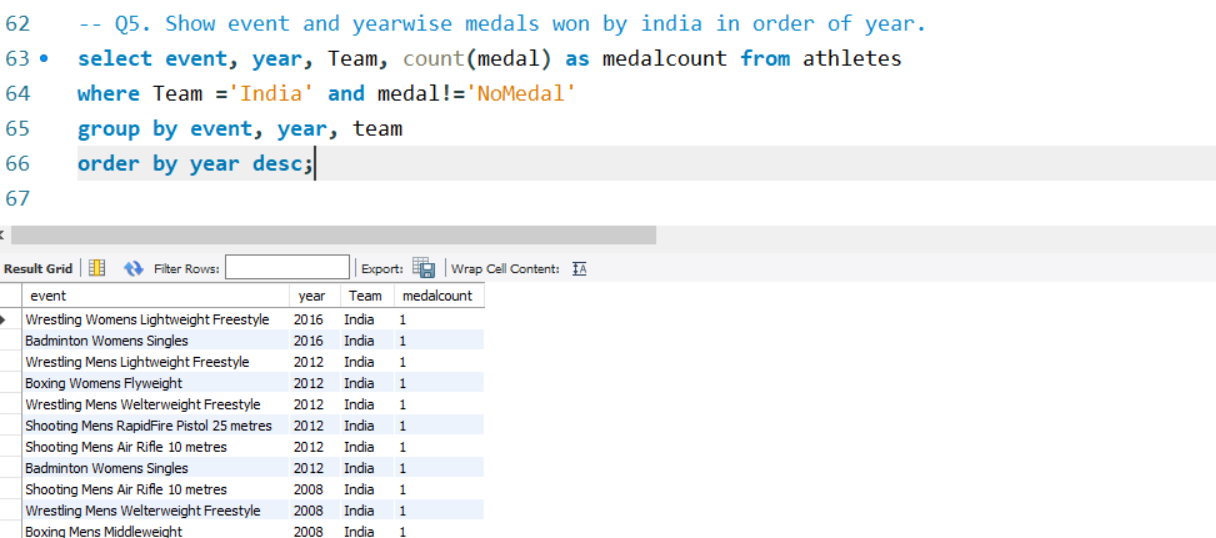 62 -- Q5. Show event and yearwise medals won by india in order of year.
63 select event, year, Team, count(medal) as medalcount from athletes
64 where Team ='India' and medal!='NoMedal'
65 group by event, year, team
66 order by year desc;
67
Result Grid Filter Rows: Export: Wrap Cell Content: IA
event year Team medalcount
Wrestling Womens Lightweight Freestyle 2016 India 1
Badminton Womens Singles 2016 India 1
Wrestling Mens Lightweight Freestyle 2012 India 1
Boxing Womens Flyweight 2012 India 1
Wrestling Mens Welterweight Freestyle 2012 India 1
Shooting Mens RapidFire Pistol 25 metres 2012 India 1
Shooting Mens Air Rifle 10 metres 2012 India 1
Badminton Womens Singles 2012 India 1
Shooting Mens Air Rifle 10 metres 2008 India 1
Wrestling Mens Welterweight Freestyle 2008 India 1
Boxing Mens Middleweight 2008 India 1